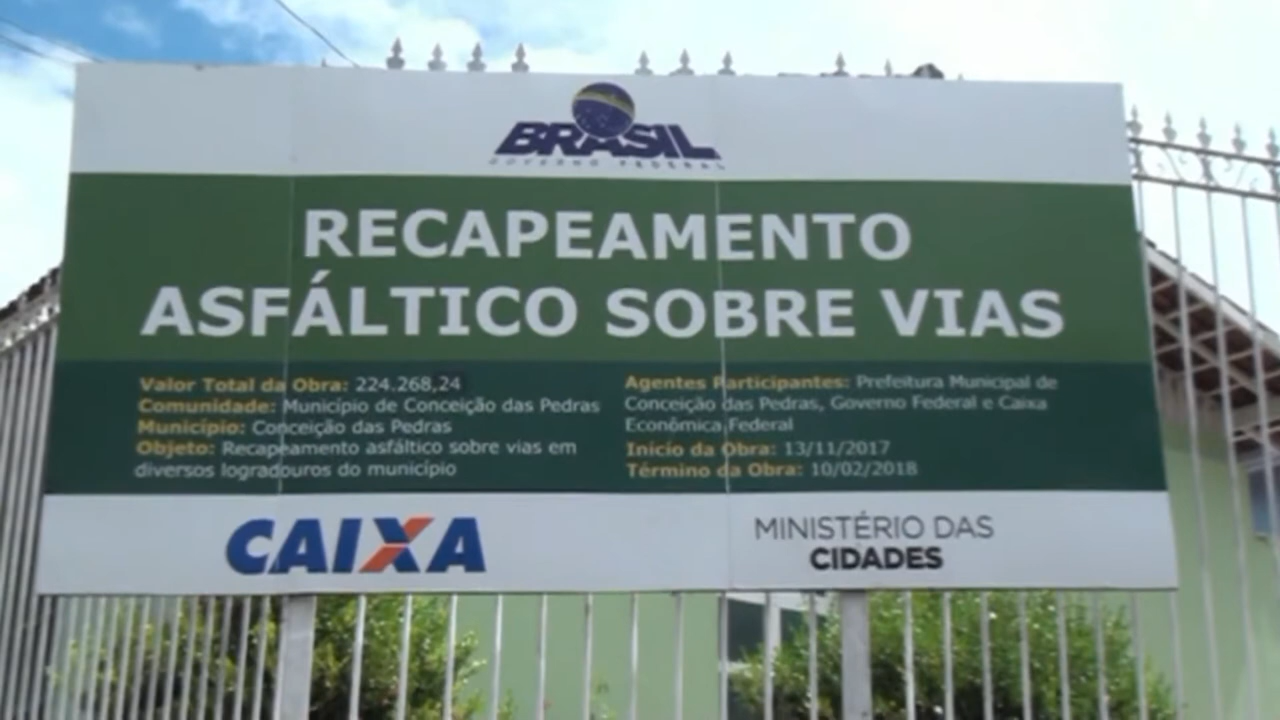 BRASIL
GOVERNO FEDERAL
RECAPEAMENTO
ASFÁLTICO SOBRE VIAS
Valor Total da Obra: 224.268,24
Comunidade: Município de Conceição das Pedras
Município: Conceição das Pedras
Objeto: Recapeamento asfáltico sobre vias em
diversos logradouros do município
Agentes Participantes: Prefeitura Municipal de
Conceição das Pedras, Governo Federal e Caixa
Econômica Federal
Início da Obra: 13/11/2017
Término da Obra: 10/02/2018
CAIXA
MINISTÉRIO DAS
CIDADES